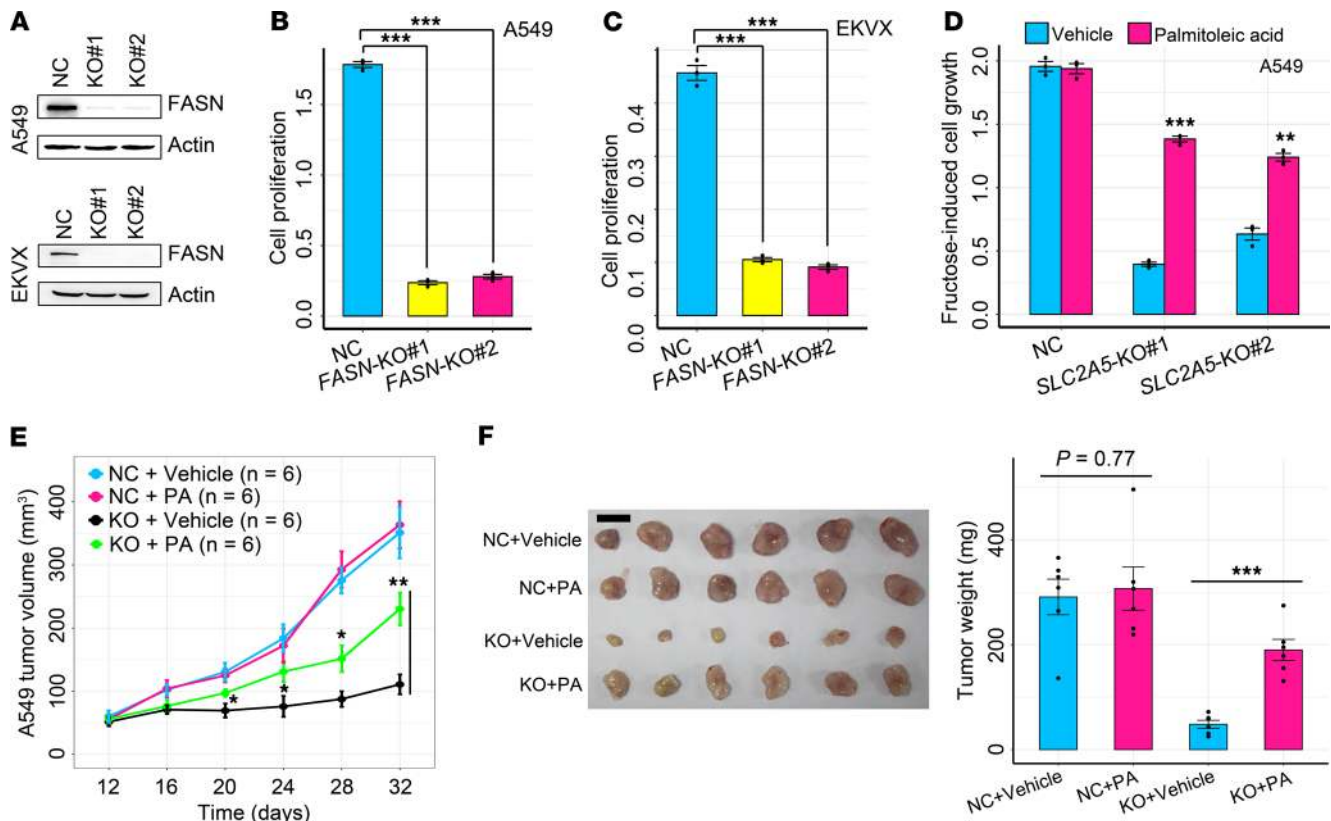 A
NC
KO#1
KO#2
A549
FASN
Actin
NC
KO#1
KO#2
EKVX
FASN
Actin
B
***
***
A549
Cell proliferation
1.5
1.0
0.5
0.0
NC
FASN-KO#1
FASN-KO#2
C
***
***
EKVX
Cell proliferation
0.4
0.3
0.2
0.1
0.0
NC
FASN-KO#1
FASN-KO#2
D
Vehicle
Palmitoleic acid
A549
Fructose-induced cell growth
2.0
1.5
1.0
0.5
0.0
***
**
NC
SLC2A5-KO#1
SLC2A5-KO#2
E
NC + Vehicle (n = 6)
NC + PA (n = 6)
KO + Vehicle (n = 6)
KO + PA (n = 6)
A549 tumor volume (mm³)
400
300
200
100
0
*
*
*
**
12 16 20 24 28 32
Time (days)
F
NC+Vehicle
NC+PA
KO+Vehicle
KO+PA
P = 0.77
***
Tumor weight (mg)
400
200
0
NC+Vehicle
NC+PA
KO+Vehicle
KO+PA